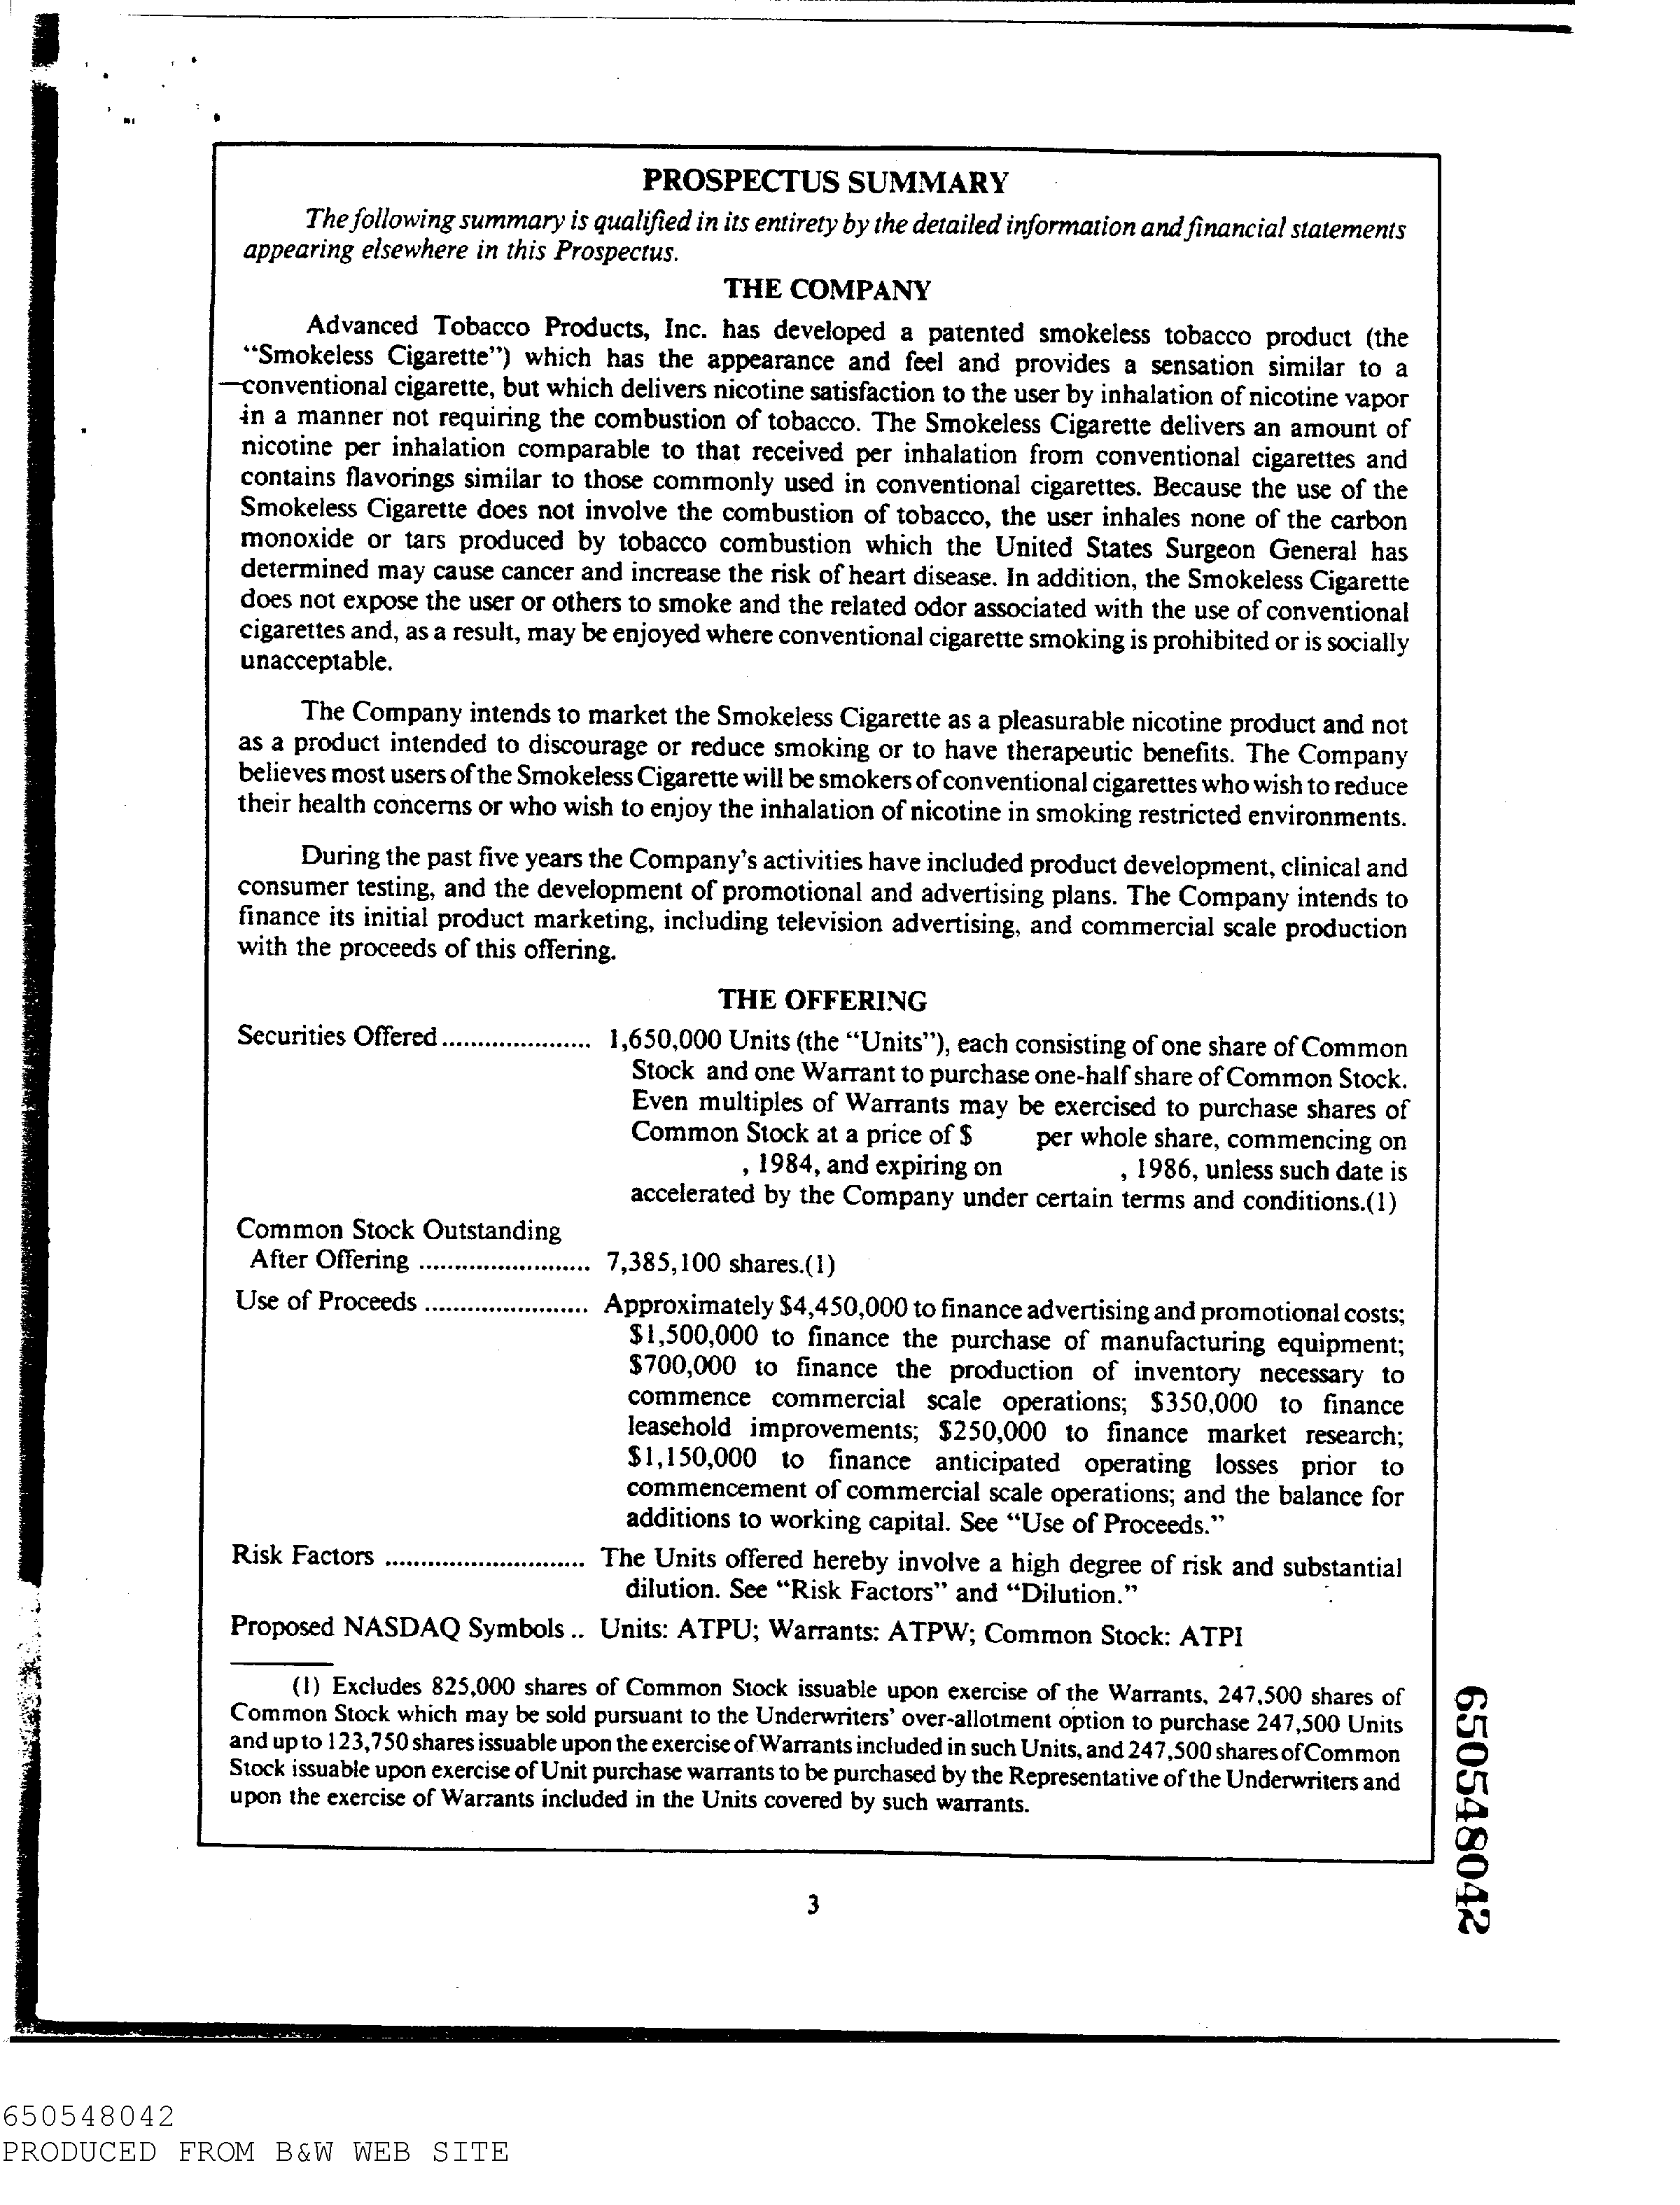 PROSPECTUS SUMMARY
The following summary is qualified in its entirety by the detailed information and financial statements
appearing elsewhere in this Prospectus.
THE COMPANY
Advanced Tobacco Products, Inc. has developed a patented smokeless tobacco product (the
“Smokeless Cigarette”) which has the appearance and feel and provides a sensation similar to a
conventional cigarette, but which delivers nicotine satisfaction to the user by inhalation of nicotine vapor
in a manner not requiring the combustion of tobacco. The Smokeless Cigarette delivers an amount of
nicotine per inhalation comparable to that received per inhalation from conventional cigarettes and
contains flavorings similar to those commonly used in conventional cigarettes. Because the use of the
Smokeless Cigarette does not involve the combustion of tobacco, the user inhales none of the carbon
monoxide or tars produced by tobacco combustion which the United States Surgeon General has
determined may cause cancer and increase the risk of heart disease. In addition, the Smokeless Cigarette
does not expose the user or others to smoke and the related odor associated with the use of conventional
cigarettes and, as a result, may be enjoyed where conventional cigarette smoking is prohibited or is socially
unacceptable.
The Company intends to market the Smokeless Cigarette as a pleasurable nicotine product and not
as a product intended to discourage or reduce smoking or to have therapeutic benefits. The Company
believes most users of the Smokeless Cigarette will be smokers of conventional cigarettes who wish to reduce
their health concerns or who wish to enjoy the inhalation of nicotine in smoking restricted environments.
During the past five years the Company's activities have included product development, clinical and
consumer testing, and the development of promotional and advertising plans. The Company intends to
finance its initial product marketing, including television advertising, and commercial scale production
with the proceeds of this offering.
THE OFFERING
Securities Offered ..................... 1,650,000 Units (the “Units”), each consisting of one share of Common
Stock and one Warrant to purchase one-half share of Common Stock.
Even multiples of Warrants may be exercised to purchase shares of
Common Stock at a price of $ per whole share, commencing on
, 1984, and expiring on , 1986, unless such date is
accelerated by the Company under certain terms and conditions.(1)
Common Stock Outstanding
After Offering ........................ 7,385,100 shares.(1)
Use of Proceeds ....................... Approximately $4,450,000 to finance advertising and promotional costs;
$1,500,000 to finance the purchase of manufacturing equipment;
$700,000 to finance the production of inventory necessary to
commence commercial scale operations; $350,000 to finance
leasehold improvements; $250,000 to finance market research;
$1,150,000 to finance anticipated operating losses prior to
commencement of commercial scale operations; and the balance for
additions to working capital. See “Use of Proceeds.”
Risk Factors ............................ The Units offered hereby involve a high degree of risk and substantial
dilution. See “Risk Factors” and “Dilution.”
Proposed NASDAQ Symbols .. Units: ATPU; Warrants: ATPW; Common Stock: ATPI
(1) Excludes 825,000 shares of Common Stock issuable upon exercise of the Warrants, 247,500 shares of
Common Stock which may be sold pursuant to the Underwriters' over-allotment option to purchase 247,500 Units
and up to 123,750 shares issuable upon the exercise of Warrants included in such Units, and 247,500 shares of Common
Stock issuable upon exercise of Unit purchase warrants to be purchased by the Representative of the Underwriters and
upon the exercise of Warrants included in the Units covered by such warrants.
650548042
3
650548042
PRODUCED FROM B&W WEB SITE